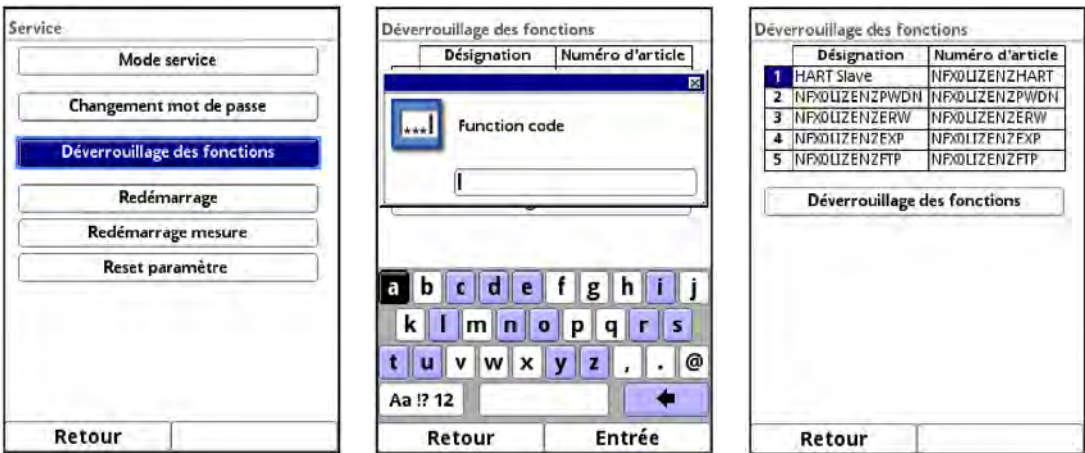 Service
Mode service
Changement mot de passe
Déverrouillage des fonctions
Redémarrage
Redémarrage mesure
Reset paramètre
Retour
Déverrouillage des fonctions
Désignation Numéro d'article
***
Function code
a b c d e f g h i j
k l m n o p q r s
t u v w x y z , . @
Aa !? 12
Retour Entrée
Déverrouillage des fonctions
Désignation Numéro d'article
1 HART Slave NFX0LIZENZHART
2 NFX0LIZENZPWDN NFX0LIZENZPWDN
3 NFX0LIZENZERW NFX0LIZENZERW
4 NFX0LIZENZEXP NFX0LIZENZEXP
5 NFX0LIZENZFTP NFX0LIZENZFTP
Déverrouillage des fonctions
Retour